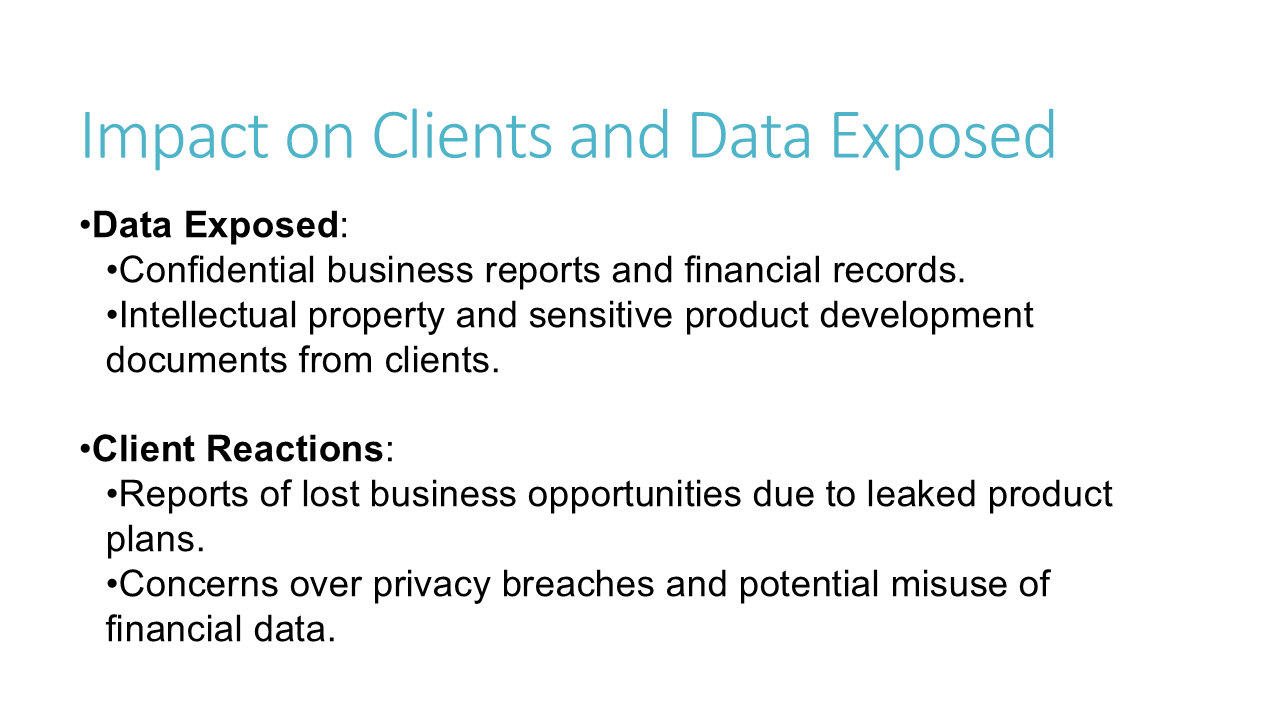 Impact on Clients and Data Exposed
•Data Exposed:
•Confidential business reports and financial records.
•Intellectual property and sensitive product development
documents from clients.
•Client Reactions:
•Reports of lost business opportunities due to leaked product
plans.
•Concerns over privacy breaches and potential misuse of
financial data.